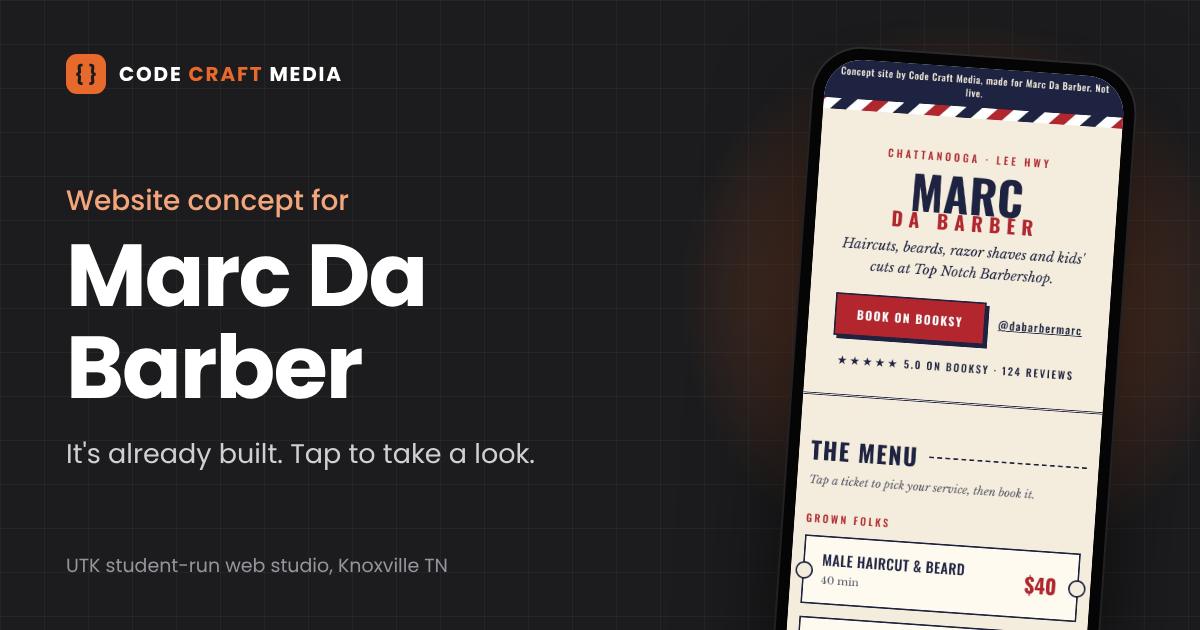 { }
CODE CRAFT MEDIA
Website concept for
Marc Da
Barber
It's already built. Tap to take a look.
UTK student-run web studio, Knoxville TN
Concept site by Code Craft Media, made for Marc Da Barber. Not
live.
CHATTANOOGA · LEE HWY
MARC
DA BARBER
Haircuts, beards, razor shaves and kids'
cuts at Top Notch Barbershop.
BOOK ON BOOKSY
@dabarbermarc
★★★★★ 5.0 ON BOOKSY · 124 REVIEWS
THE MENU
Tap a ticket to pick your service, then book it.
GROWN FOLKS
MALE HAIRCUT & BEARD
40 min
$40